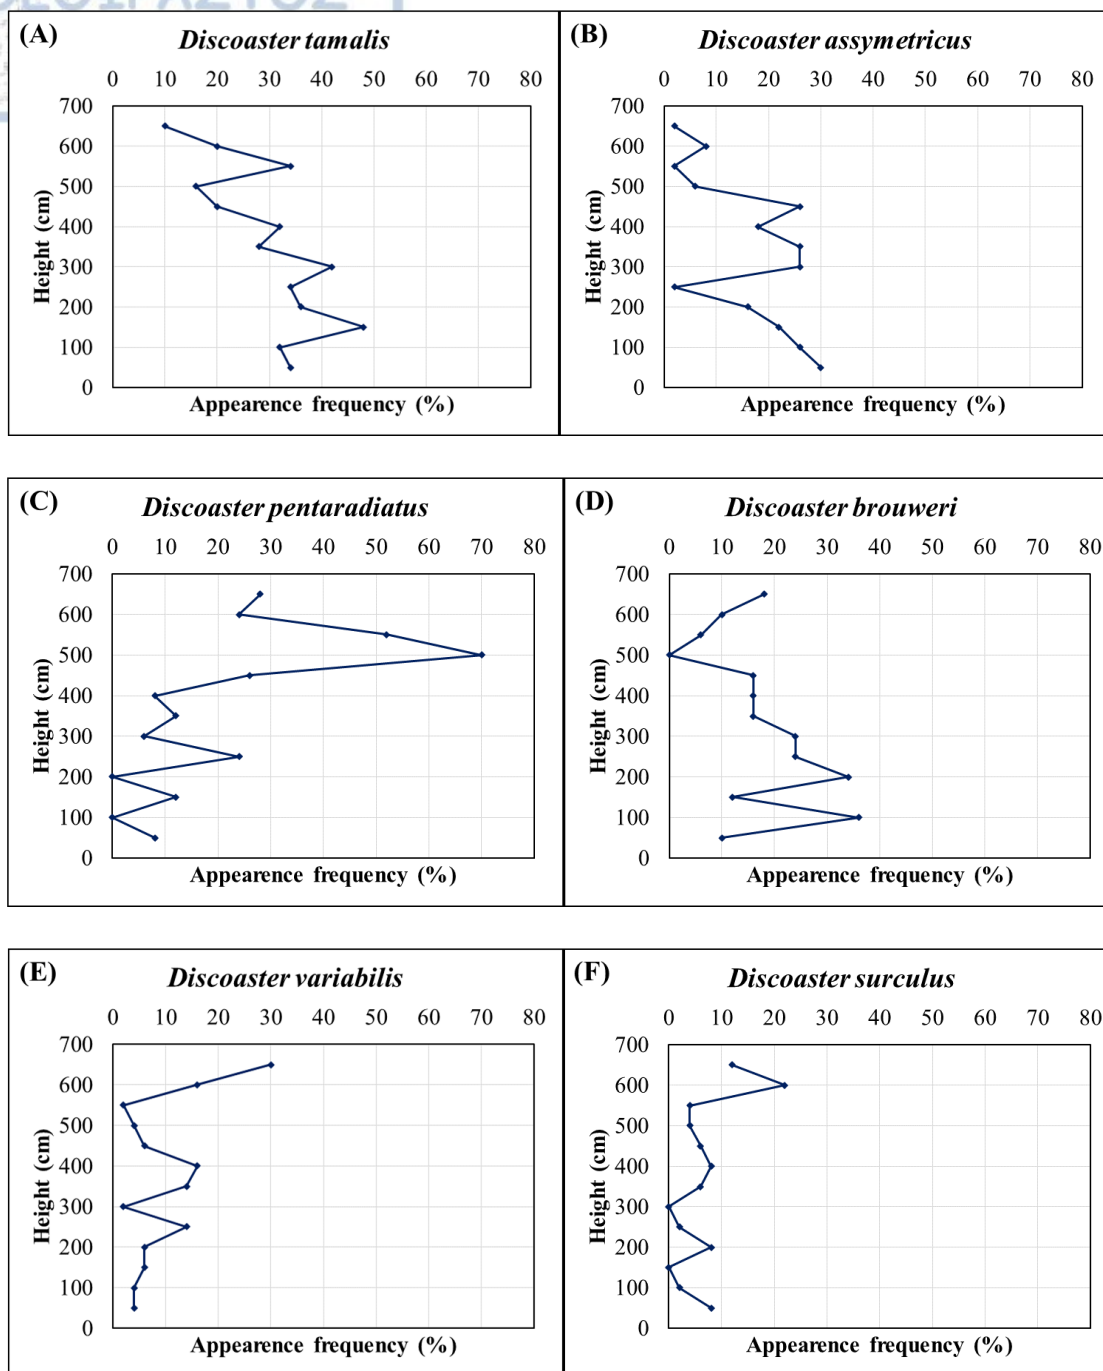 (A)
Discoaster tamalis
0 10 20 30 40 50 60 70 80
700
600
500
400
300
200
100
0
Height (cm)
Appearence frequency (%)
(B)
Discoaster assymetricus
0 10 20 30 40 50 60 70 80
700
600
500
400
300
200
100
0
Height (cm)
Appearence frequency (%)
(C)
Discoaster pentaradiatus
0 10 20 30 40 50 60 70 80
700
600
500
400
300
200
100
0
Height (cm)
Appearence frequency (%)
(D)
Discoaster brouweri
0 10 20 30 40 50 60 70 80
700
600
500
400
300
200
100
0
Height (cm)
Appearence frequency (%)
(E)
Discoaster variabilis
0 10 20 30 40 50 60 70 80
700
600
500
400
300
200
100
0
Height (cm)
Appearence frequency (%)
(F)
Discoaster surculus
0 10 20 30 40 50 60 70 80
700
600
500
400
300
200
100
0
Height (cm)
Appearence frequency (%)